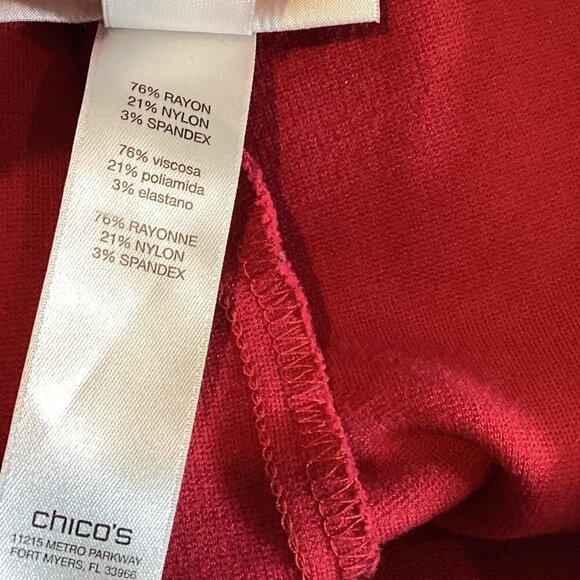 76% RAYON
21% NYLON
3% SPANDEX
76% viscosa
21% poliamida
3% elastano
76% RAYONNE
21% NYLON
3% SPANDEX
chico's
11215 METRO PARKWAY
FORT MYERS, FL 33966